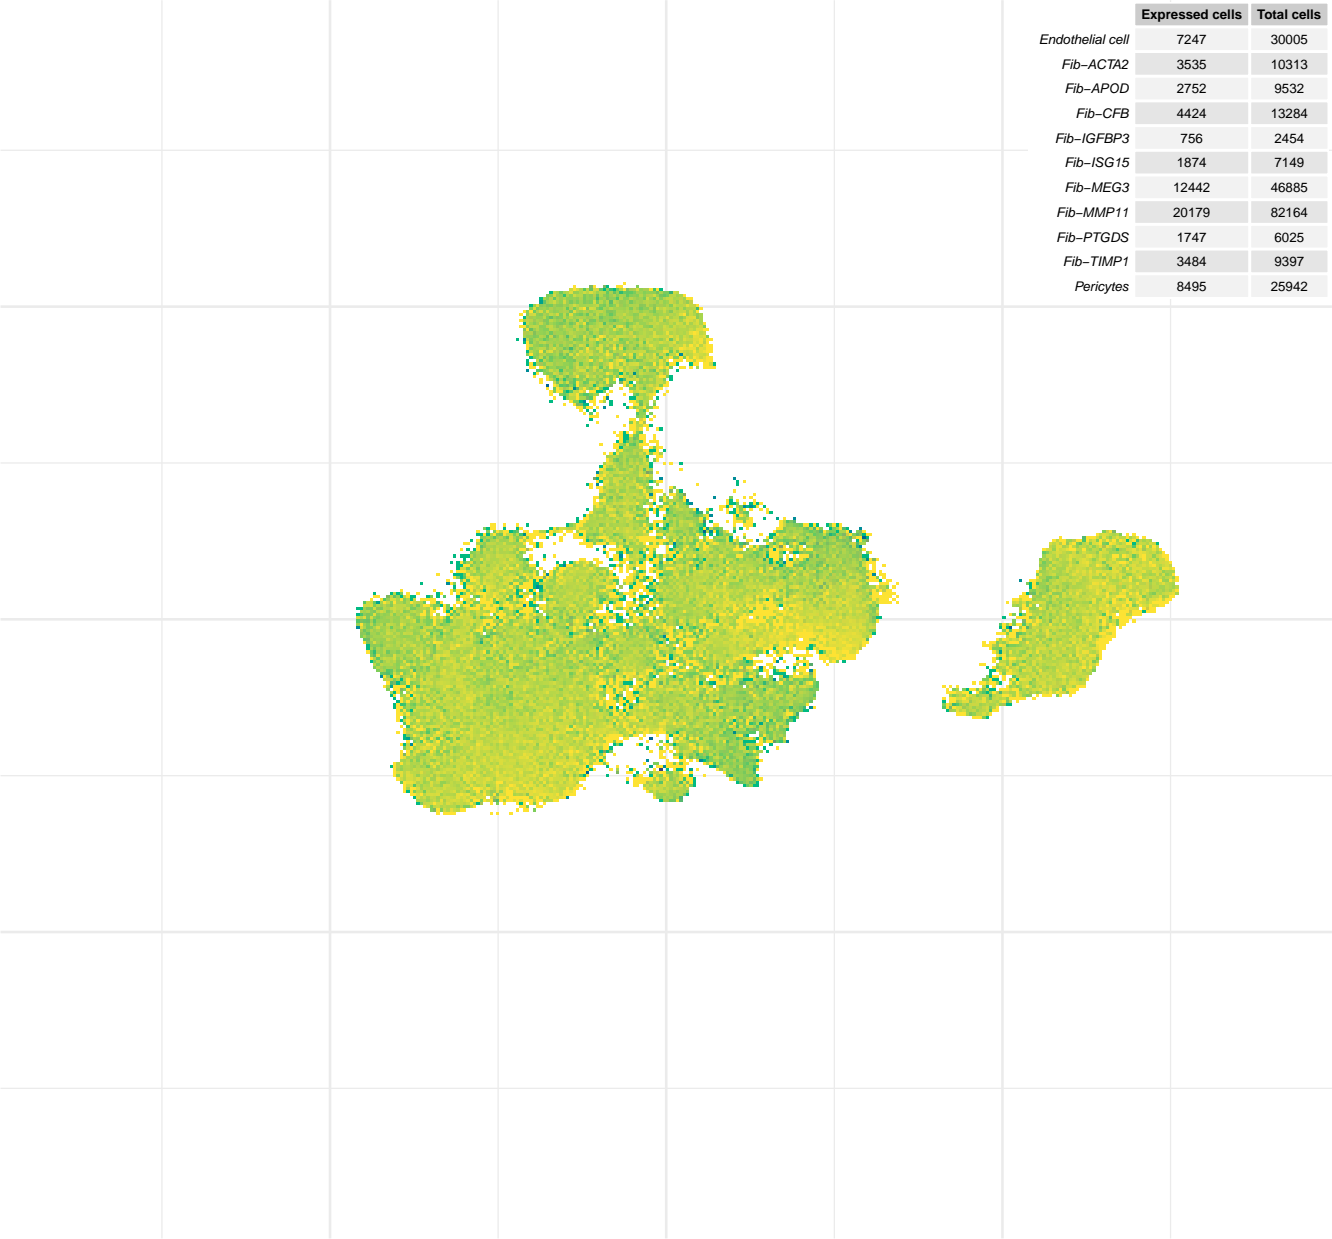 Expressed cells Total cells
Endothelial cell 7247 30005
Fib−ACTA2 3535 10313
Fib−APOD 2752 9532
Fib−CFB 4424 13284
Fib−IGFBP3 756 2454
Fib−ISG15 1874 7149
Fib−MEG3 12442 46885
Fib−MMP11 20179 82164
Fib−PTGDS 1747 6025
Fib−TIMP1 3484 9397
Pericytes 8495 25942